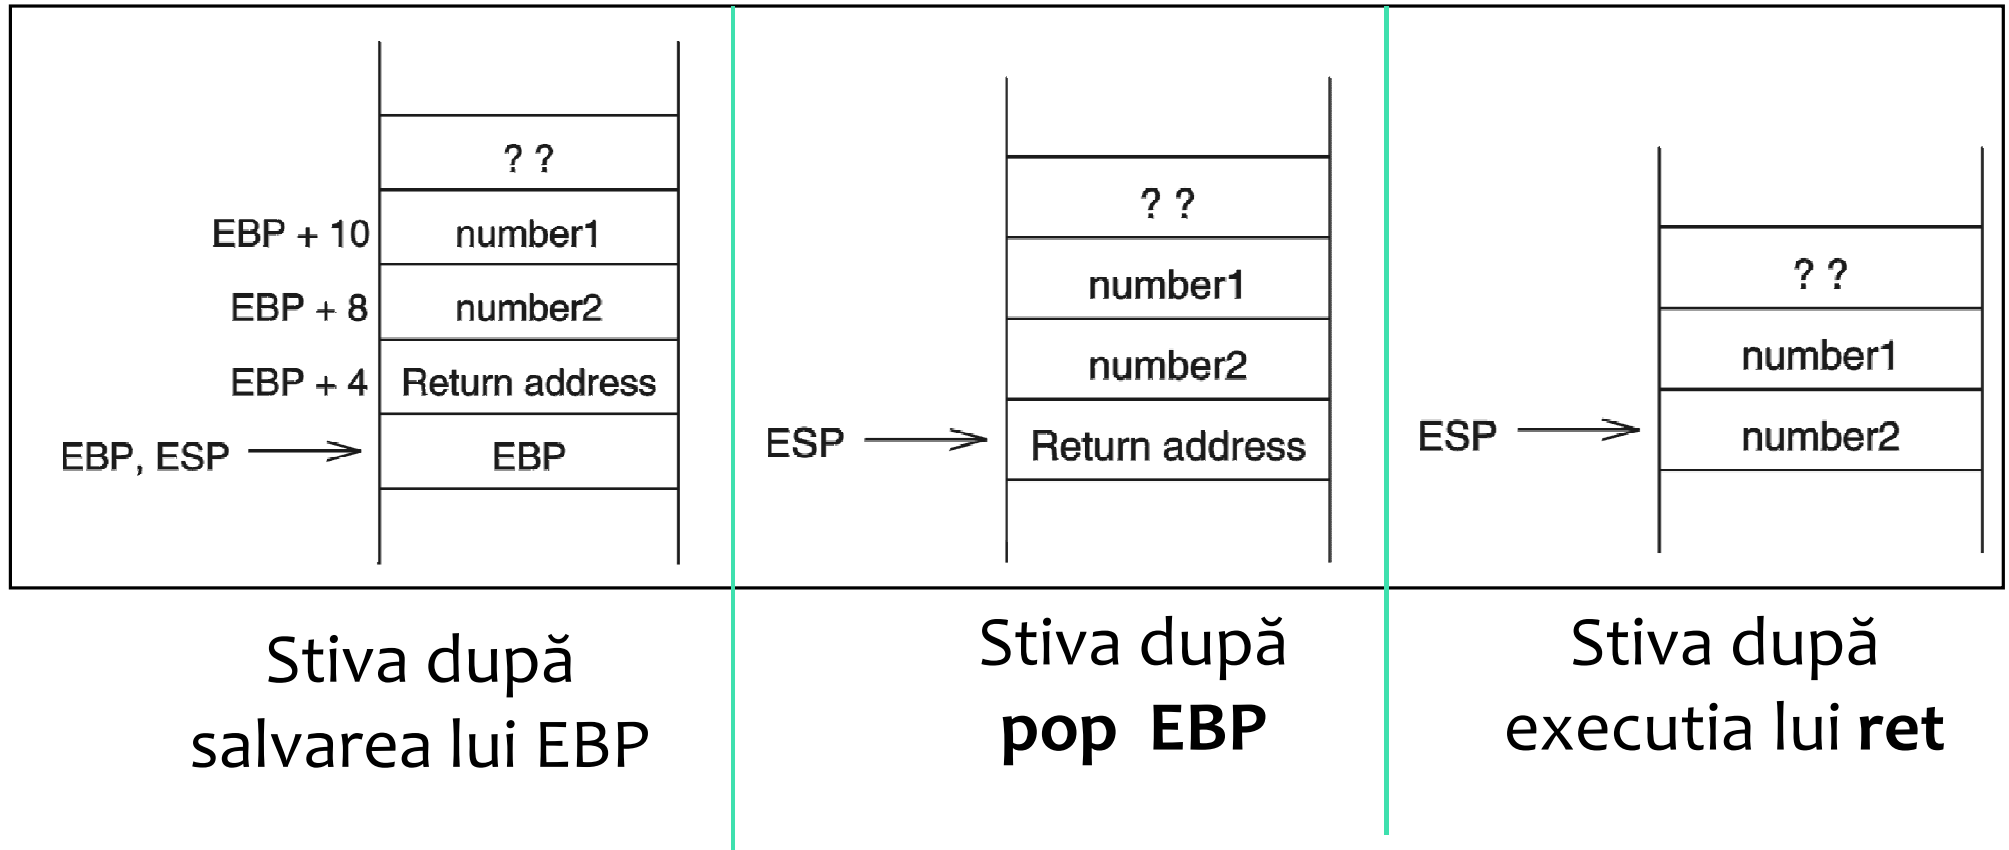 ? ?
EBP + 10 number1
EBP + 8 number2
EBP + 4 Return address
EBP, ESP EBP
Stiva după
salvarea lui EBP
? ?
number1
number2
ESP Return address
Stiva după
pop EBP
? ?
number1
ESP number2
Stiva după
executia lui ret